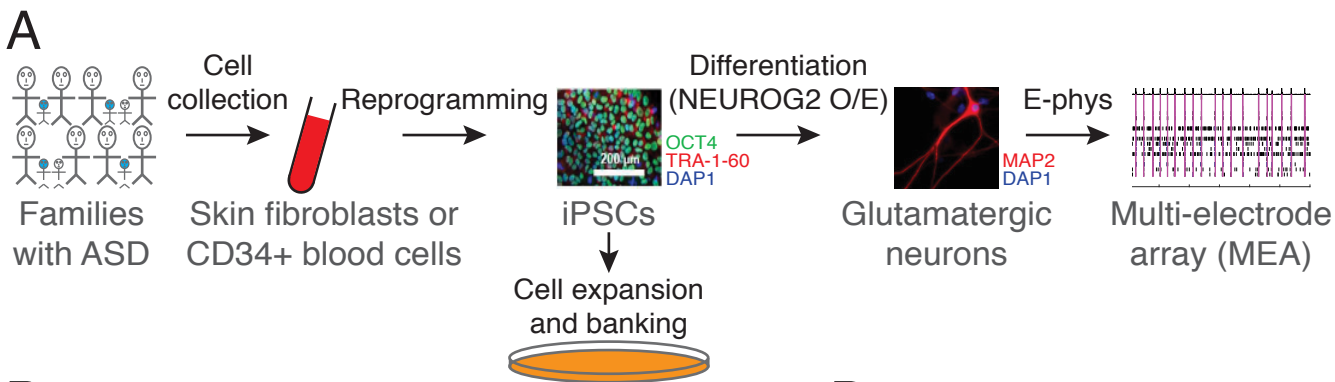 A
Cell
collection
Reprogramming
Differentiation
(NEUROG2 O/E)
E-phys
200 µm
OCT4
TRA-1-60
DAP1
MAP2
DAP1
Families
with ASD
Skin fibroblasts or
CD34+ blood cells
iPSCs
Glutamatergic
neurons
Multi-electrode
array (MEA)
Cell expansion
and banking